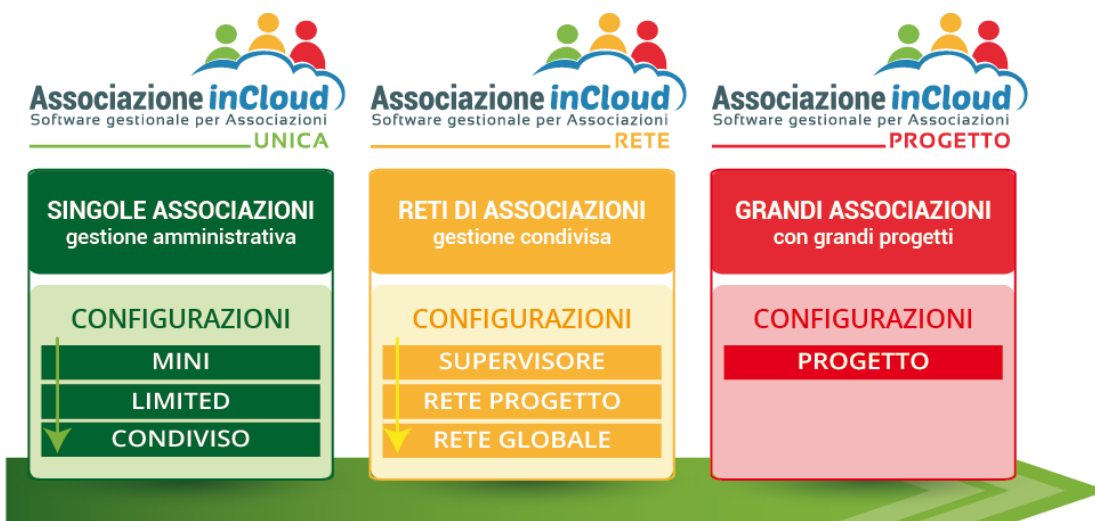 Associazione inCloud
Software gestionale per Associazioni
UNICA
SINGOLE ASSOCIAZIONI
gestione amministrativa
CONFIGURAZIONI
MINI
LIMITED
CONDIVISO
Associazione inCloud
Software gestionale per Associazioni
RETE
RETI DI ASSOCIAZIONI
gestione condivisa
CONFIGURAZIONI
SUPERVISORE
RETE PROGETTO
RETE GLOBALE
Associazione inCloud
Software gestionale per Associazioni
PROGETTO
GRANDI ASSOCIAZIONI
con grandi progetti
CONFIGURAZIONI
PROGETTO